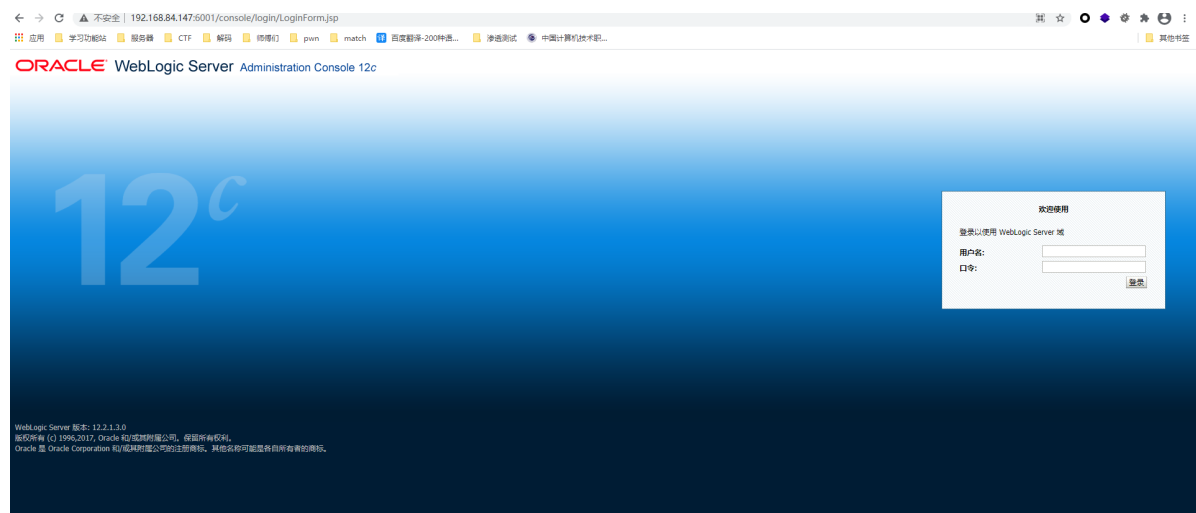 不安全 | 192.168.84.147:6001/console/login/LoginForm.jsp
应用 学习功能站 服务器 CTF 解码 师傅们 pwn match 译 百度翻译-200种语... 渗透测试 中国计算机技术职... 其他书签
ORACLE WebLogic Server Administration Console 12c
12c
欢迎使用
登录以使用 WebLogic Server 域
用户名:
口令:
登录
WebLogic Server 版本: 12.2.1.3.0
版权所有 (c) 1996,2017, Oracle 和/或其附属公司。保留所有权利。
Oracle 是 Oracle Corporation 和/或其附属公司的注册商标。其他名称可能是各自所有者的商标。